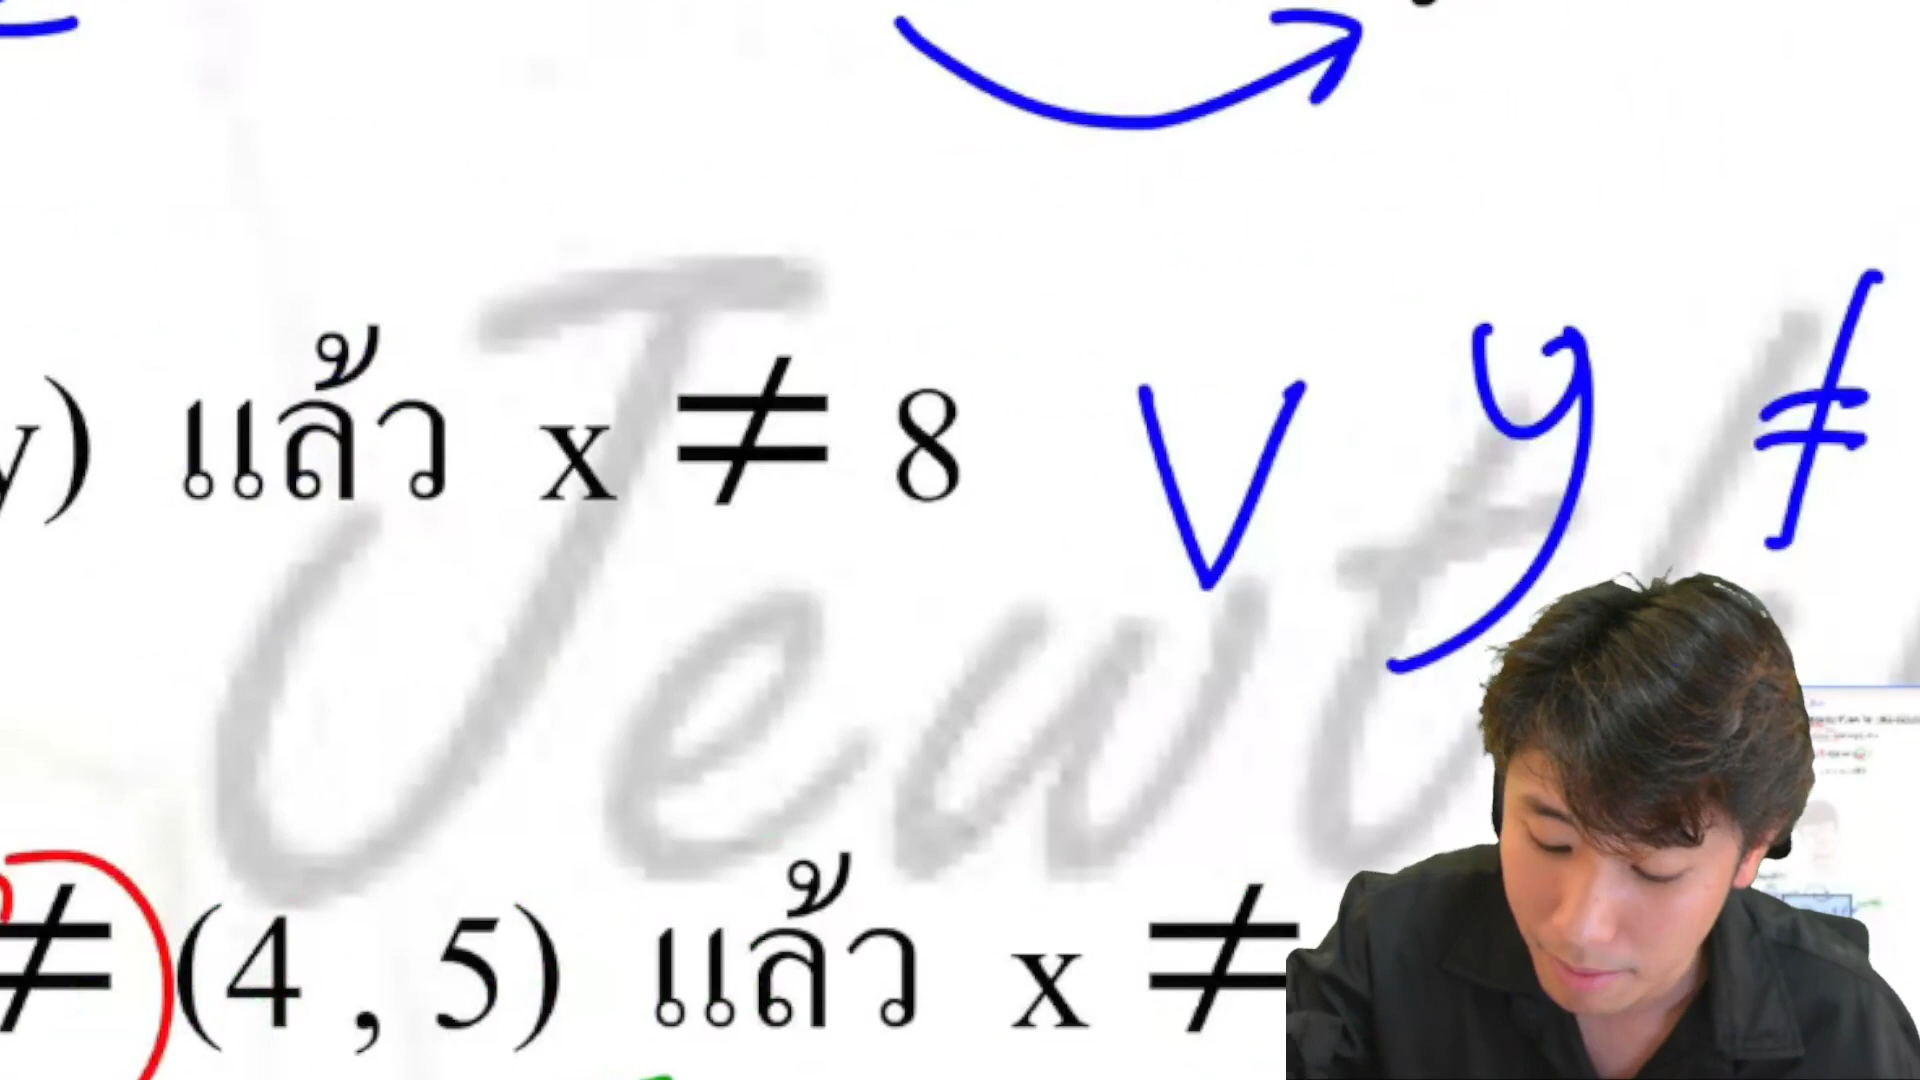 y) แล้ว x ≠ 8 ∨ y ≠
≠ (4 , 5) แล้ว x ≠